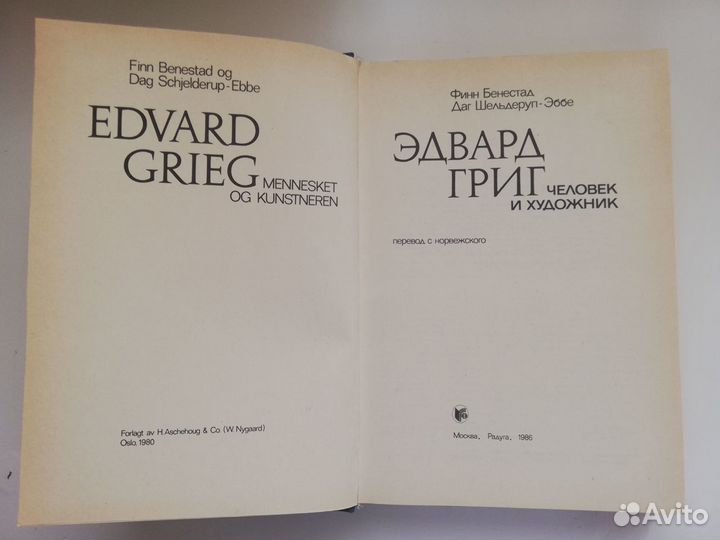 Finn Benestad og
Dag Schjelderup-Ebbe
EDVARD
GRIEG MENNESKET
OG KUNSTNEREN
Forlagt av H.Aschehoug & Co. (W. Nygaard)
Oslo, 1980
Финн Бенестад
Даг Шельдеруп-Эббе
ЭДВАРД
ГРИГ ЧЕЛОВЕК
И ХУДОЖНИК
перевод с норвежского
Москва, Радуга, 1986
Avito